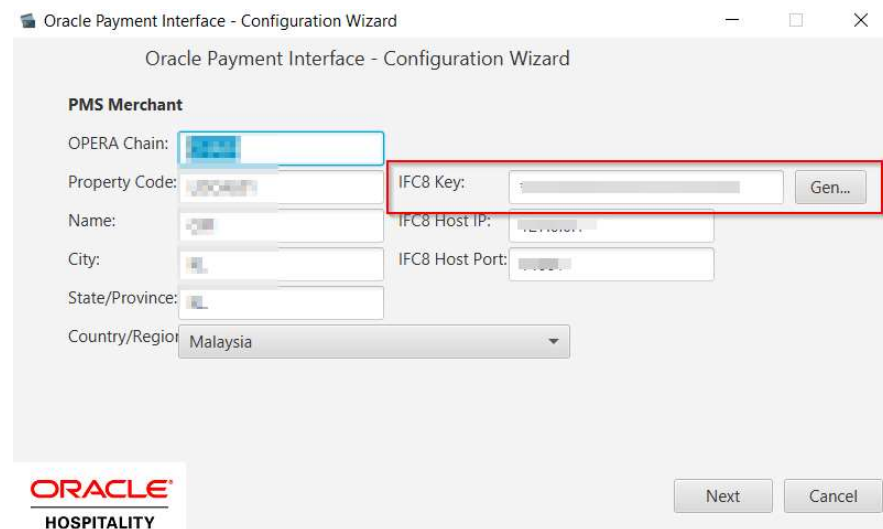 Oracle Payment Interface - Configuration Wizard
Oracle Payment Interface - Configuration Wizard
PMS Merchant
OPERA Chain:
Property Code:
IFC8 Key:
Gen...
Name:
IFC8 Host IP:
City:
IFC8 Host Port:
State/Province:
Country/Region
Malaysia
ORACLE
HOSPITALITY
Next
Cancel